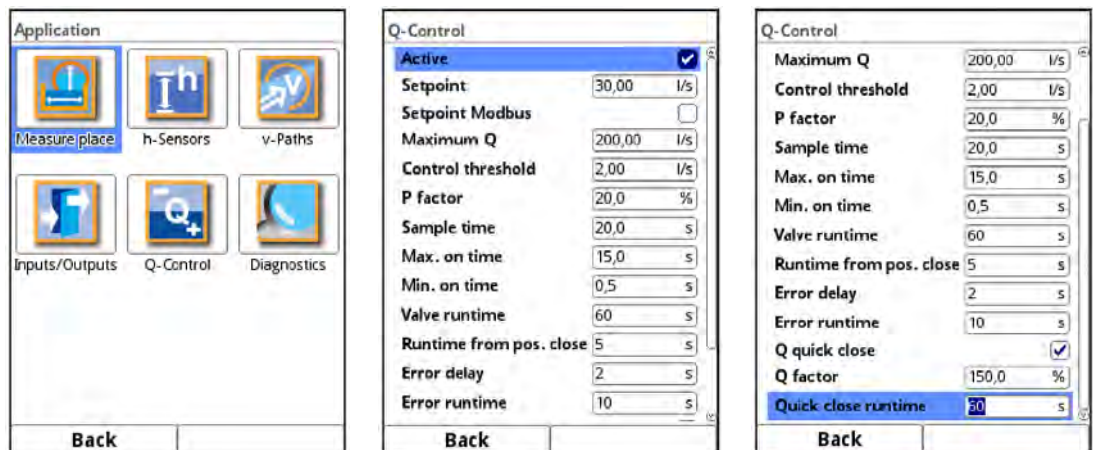 Application
Measure place
h-Sensors
v-Paths
Inputs/Outputs
Q-Control
Diagnostics
Back
Q-Control
Active
Setpoint 30,00 l/s
Setpoint Modbus
Maximum Q 200,00 l/s
Control threshold 2,00 l/s
P factor 20,0 %
Sample time 20,0 s
Max. on time 15,0 s
Min. on time 0,5 s
Valve runtime 60 s
Runtime from pos. close 5 s
Error delay 2 s
Error runtime 10 s
Back
Q-Control
Maximum Q 200,00 l/s
Control threshold 2,00 l/s
P factor 20,0 %
Sample time 20,0 s
Max. on time 15,0 s
Min. on time 0,5 s
Valve runtime 60 s
Runtime from pos. close 5 s
Error delay 2 s
Error runtime 10 s
Q quick close
Q factor 150,0 %
Quick close runtime 60 s
Back